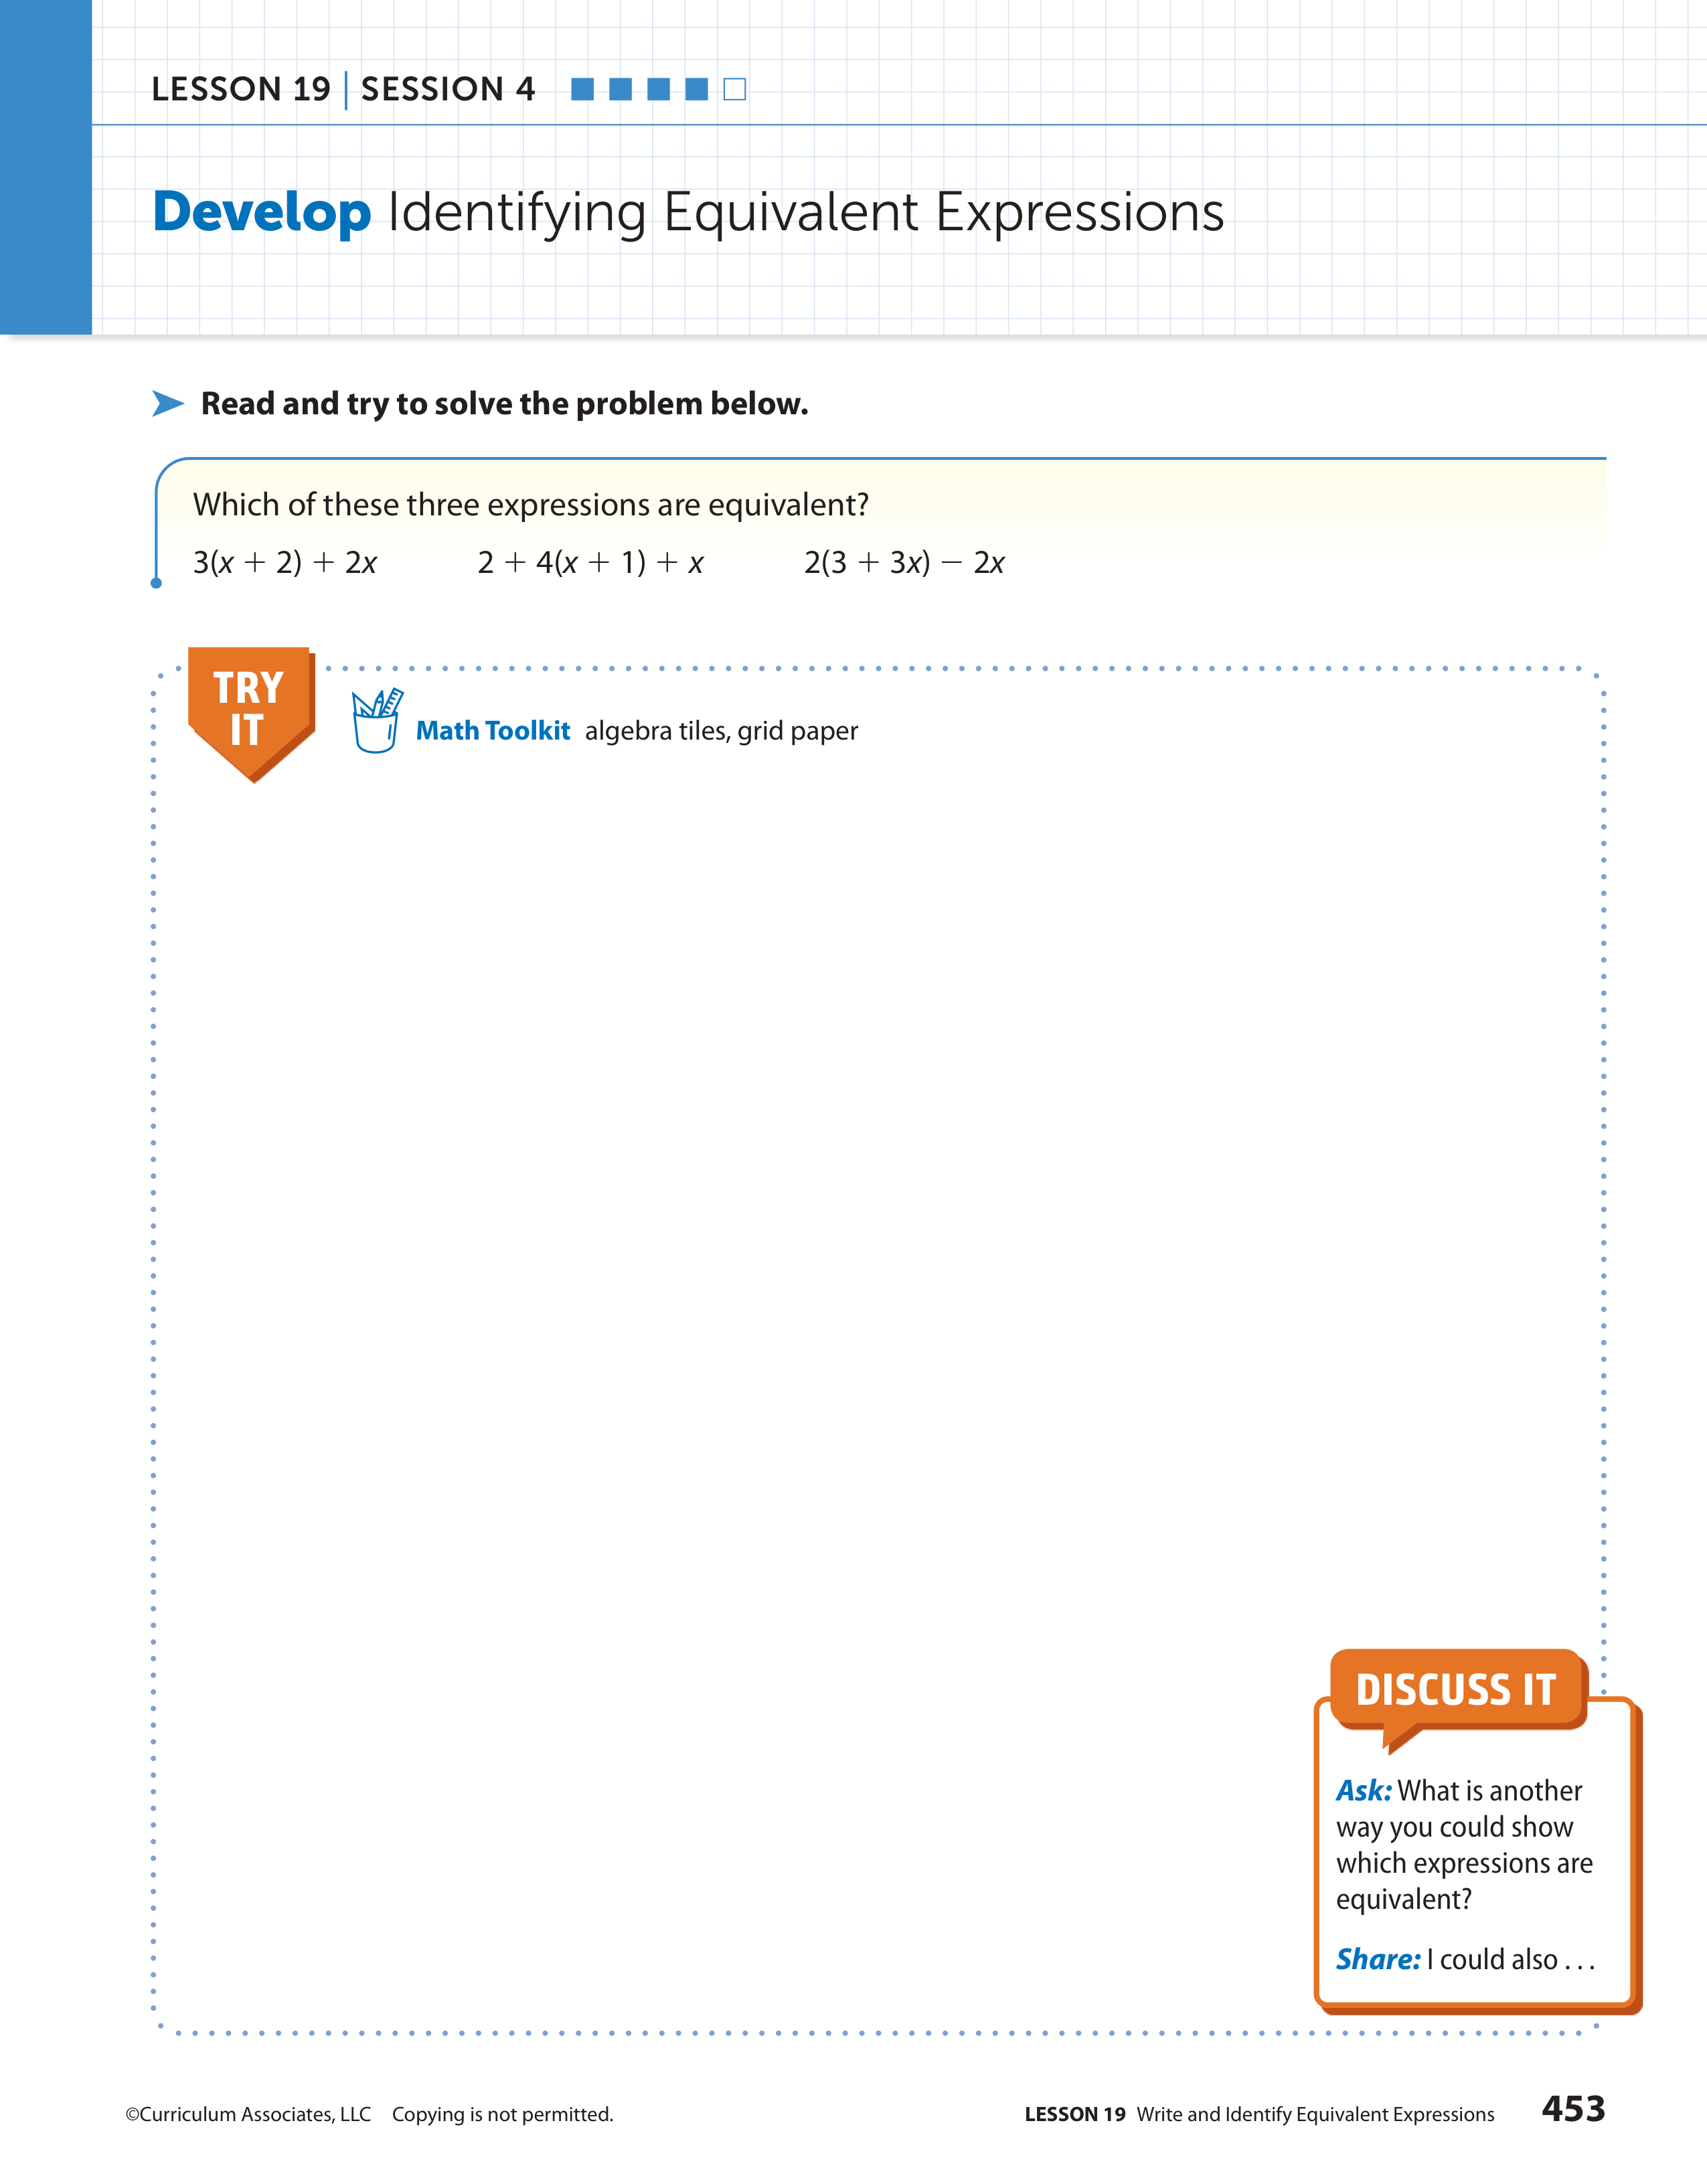 LESSON 19 | SESSION 4
Develop Identifying Equivalent Expressions
Read and try to solve the problem below.
Which of these three expressions are equivalent?
3(x + 2) + 2x 2 + 4(x + 1) + x 2(3 + 3x) − 2x
TRY
IT
Math Toolkit algebra tiles, grid paper
DISCUSS IT
Ask: What is another
way you could show
which expressions are
equivalent?
Share: I could also . . .
©Curriculum Associates, LLC Copying is not permitted.
LESSON 19 Write and Identify Equivalent Expressions 453